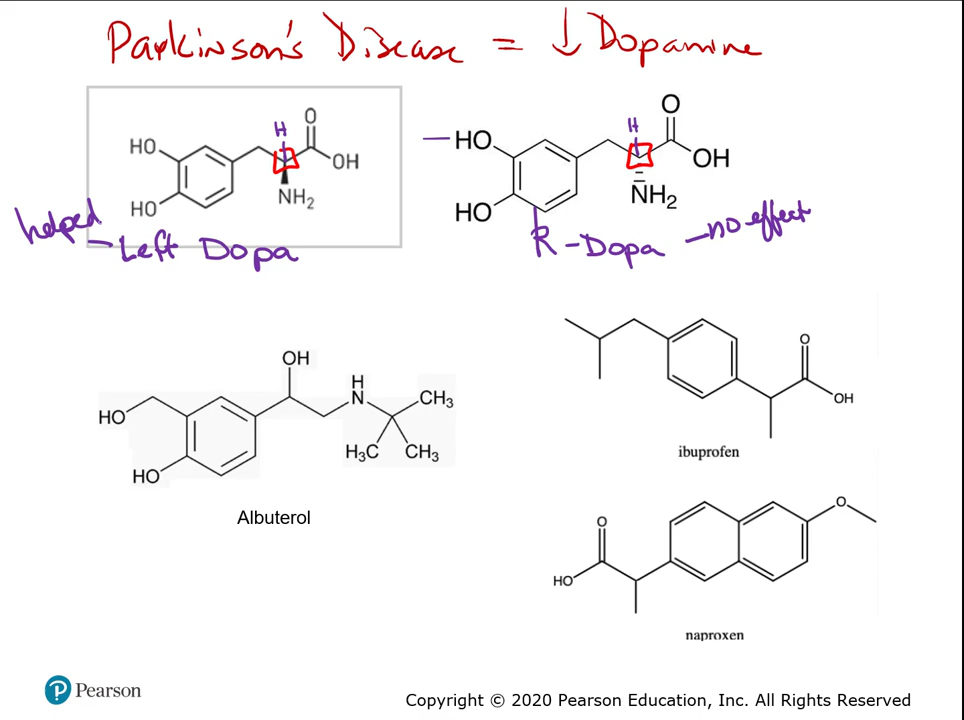 Parkinson's Disease = ↓ Dopamine
HO
HO
H
O
OH
NH₂
helped
– Left Dopa
— HO
HO
H
O
OH
NH₂
R - Dopa – no effect
OH
HO
HO
H
N
CH₃
H₃C
CH₃
Albuterol
O
OH
ibuprofen
O
HO
O
naproxen
Pearson
Copyright © 2020 Pearson Education, Inc. All Rights Reserved